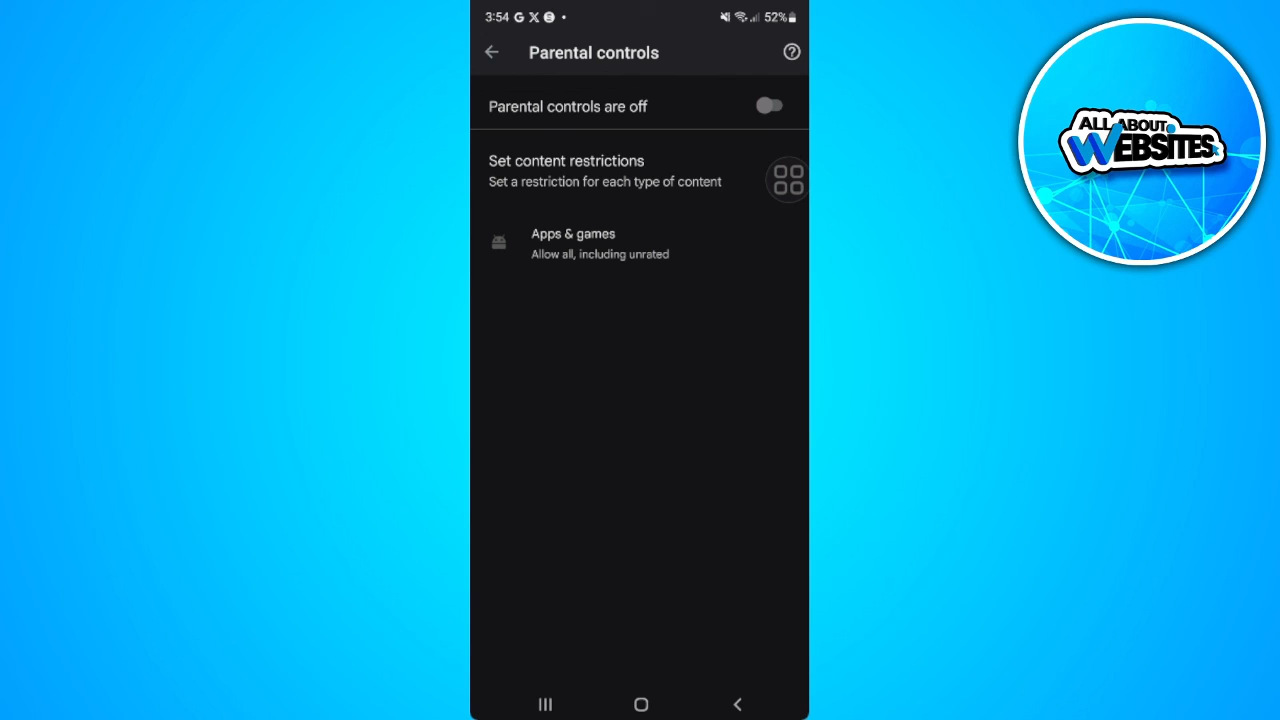 3:54
52%
Parental controls
Parental controls are off
Set content restrictions
Set a restriction for each type of content
Apps & games
Allow all, including unrated
ALL ABOUT
WEBSITES